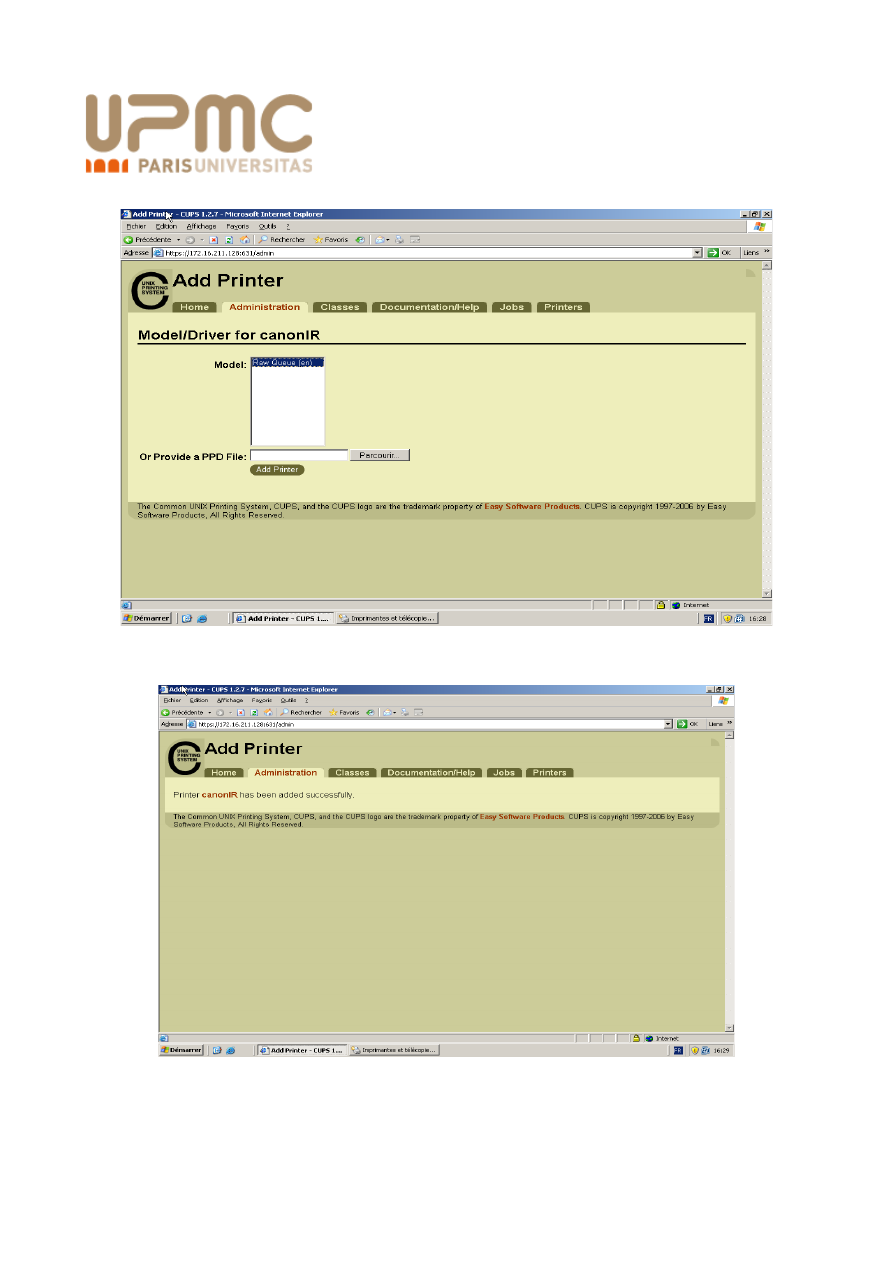 UPMC
PARISUNIVERSITAS
Add Printer - CUPS 1.2.7 - Microsoft Internet Explorer
Fichier Edition Affichage Favoris Outils ?
Précédente Rechercher Favoris
Adresse https://172.16.211.128:631/admin OK Liens »
UNIX PRINTING SYSTEM
Add Printer
Home Administration Classes Documentation/Help Jobs Printers
Model/Driver for canonIR
Model: Raw Queue (en)
Or Provide a PPD File: Parcourir...
Add Printer
The Common UNIX Printing System, CUPS, and the CUPS logo are the trademark property of Easy Software Products. CUPS is copyright 1997-2006 by Easy
Software Products, All Rights Reserved.
Internet
Démarrer Add Printer - CUPS 1.... Imprimantes et télécopie... FR 16:28
Add Printer - CUPS 1.2.7 - Microsoft Internet Explorer
Fichier Edition Affichage Favoris Outils ?
Précédente Rechercher Favoris
Adresse https://172.16.211.128:631/admin OK Liens »
UNIX PRINTING SYSTEM
Add Printer
Home Administration Classes Documentation/Help Jobs Printers
Printer canonIR has been added successfully.
The Common UNIX Printing System, CUPS, and the CUPS logo are the trademark property of Easy Software Products. CUPS is copyright 1997-2006 by Easy
Software Products, All Rights Reserved.
Internet
Démarrer Add Printer - CUPS 1.... Imprimantes et télécopie... FR 16:29